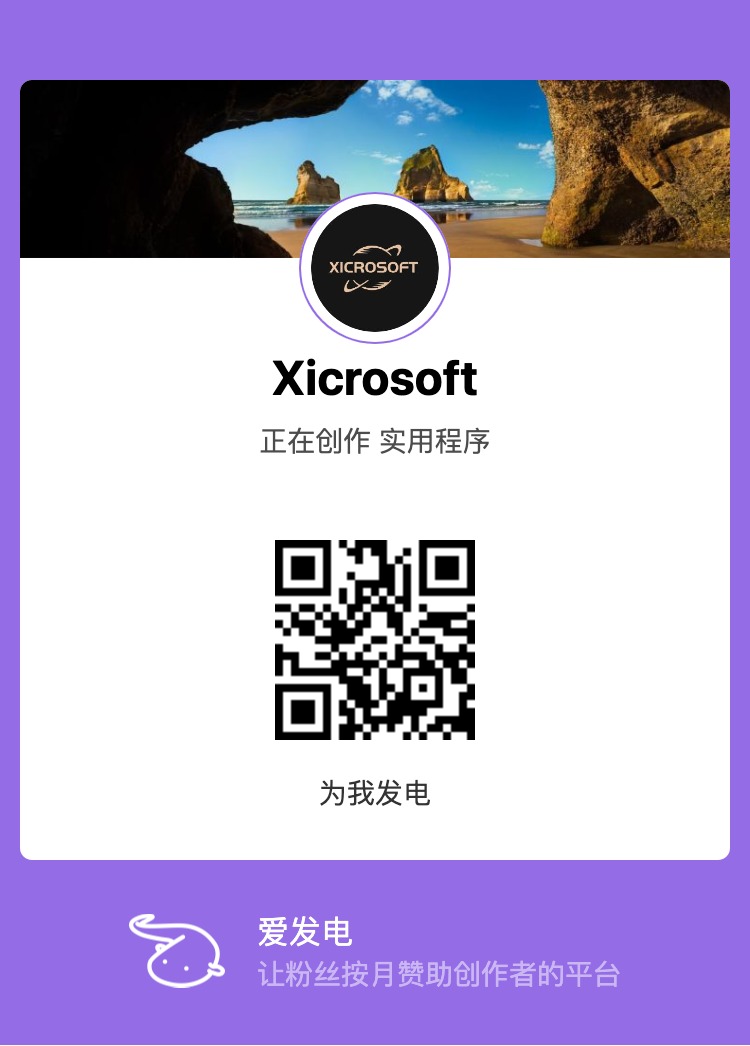 XICROSOFT
Xicrosoft
正在创作 实用程序
为我发电
爱发电
让粉丝按月赞助创作者的平台